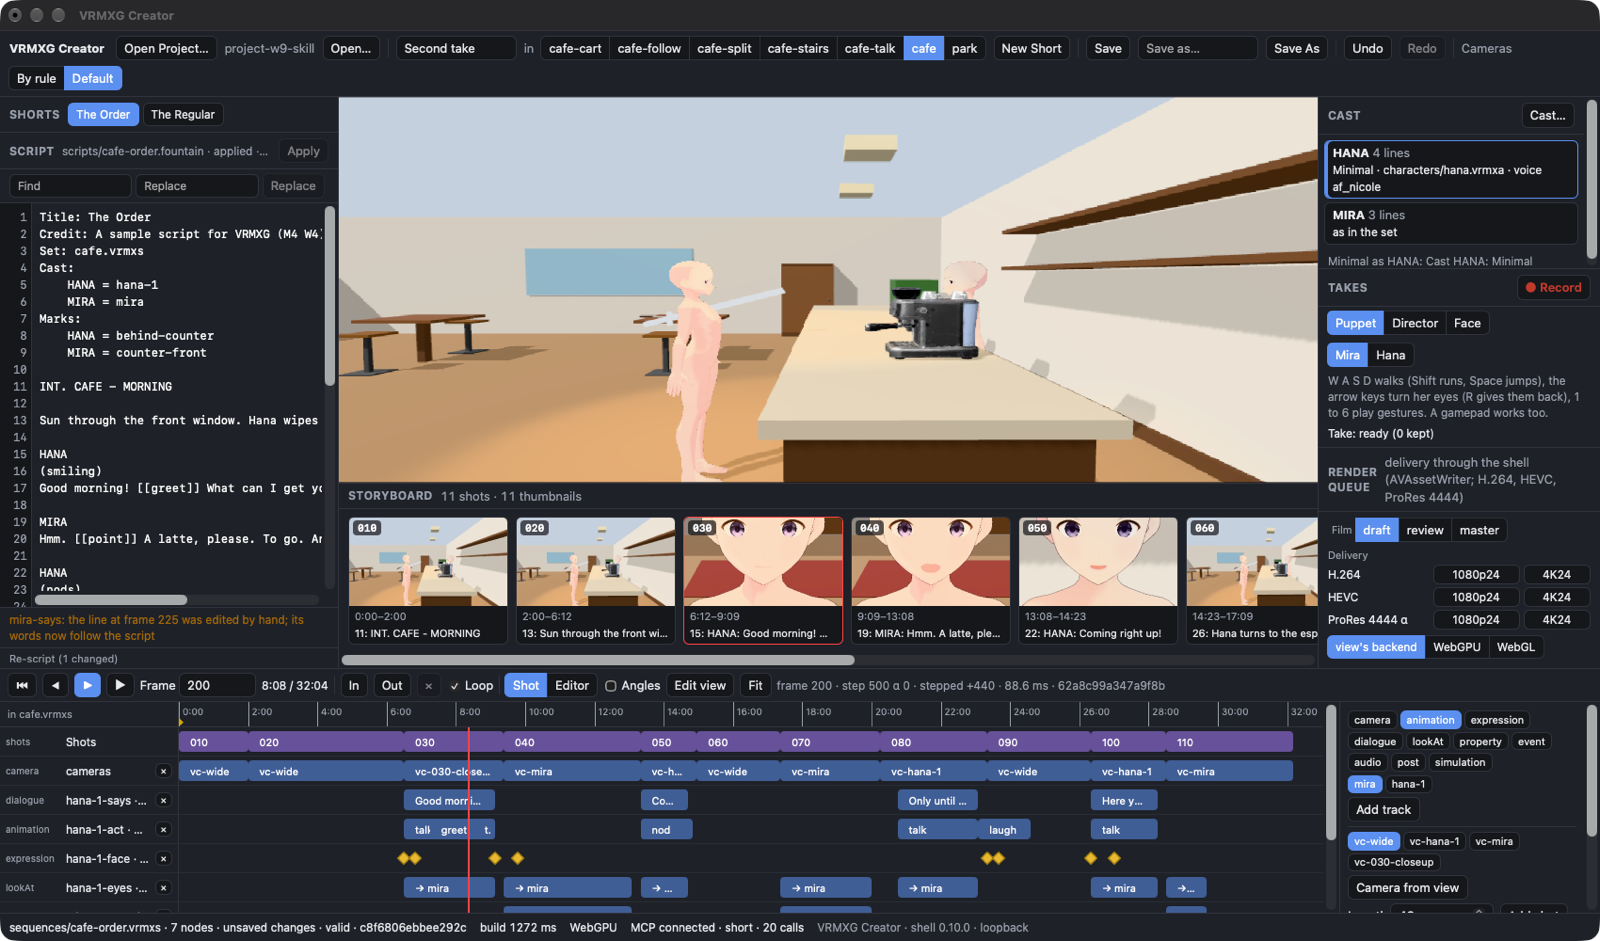 VRMXG Creator
VRMXG Creator Open Project... project-w9-skill Open... Second take in cafe-cart cafe-follow cafe-split cafe-stairs cafe-talk cafe park New Short Save Save as... Save As Undo Redo Cameras
By rule Default
SHORTS The Order The Regular
SCRIPT scripts/cafe-order.fountain · applied ·... Apply
Find Replace Replace
1 Title: The Order
2 Credit: A sample script for VRMXG (M4 W4)
3 Set: cafe.vrmxs
4 Cast:
5 HANA = hana-1
6 MIRA = mira
7 Marks:
8 HANA = behind-counter
9 MIRA = counter-front
10
11 INT. CAFE - MORNING
12
13 Sun through the front window. Hana wipes
14
15 HANA
16 (smiling)
17 Good morning! [[greet]] What can I get yo
18
19 MIRA
20 Hmm. [[point]] A latte, please. To go. Ar
21
22 HANA
23 (nods)
24
mira-says: the line at frame 225 was edited by hand; its
words now follow the script
Re-script (1 changed)
CAST Cast...
HANA 4 lines
Minimal · characters/hana.vrmxa · voice
af_nicole
MIRA 3 lines
as in the set
Minimal as HANA: Cast HANA: Minimal
TAKES Record
Puppet Director Face
Mira Hana
W A S D walks (Shift runs, Space jumps), the
arrow keys turn her eyes (R gives them back), 1
to 6 play gestures. A gamepad works too.
Take: ready (0 kept)
RENDER QUEUE delivery through the shell
(AVAssetWriter; H.264, HEVC,
ProRes 4444)
Film draft review master
Delivery
H.264 1080p24 4K24
HEVC 1080p24 4K24
ProRes 4444 α 1080p24 4K24
view's backend WebGPU WebGL
STORYBOARD 11 shots · 11 thumbnails
010 020 030 040 050 060
0:00–2:00 2:00–6:12 6:12–9:09 9:09–13:08 13:08–14:23 14:23–17:09
11: INT. CAFE - MORNING 13: Sun through the front wi... 15: HANA: Good morning! ... 19: MIRA: Hmm. A latte, ple... 22: HANA: Coming right up! 26: Hana turns to the esp
Frame 200 8:08 / 32:04 In Out × Loop Shot Editor Angles Edit view Fit frame 200 · step 500 α 0 · stepped +440 · 88.6 ms · 62a8c99a347a9f8b
in cafe.vrmxs 0:00 2:00 4:00 6:00 8:00 10:00 12:00 14:00 16:00 18:00 20:00 22:00 24:00 26:00 28:00 30:00 32:00
shots Shots 010 020 030 040 050 060 070 080 090 100 110
camera cameras × vc-wide vc-wide vc-030-close... vc-mira vc-h... vc-wide vc-mira vc-hana-1 vc-wide vc-hana-1 vc-mira
dialogue hana-1-says ·... × Good morni... Co... Only until ... Here y...
animation hana-1-act · ... × talk greet t. nod talk laugh talk
expression hana-1-face · ... ×
lookAt hana-1-eyes · ... × → mira → mira → ... → mira → mira → mira →...
camera animation expression
dialogue lookAt property event
audio post simulation
mira hana-1
Add track
vc-wide vc-hana-1 vc-mira
vc-030-closeup
Camera from view
sequences/cafe-order.vrmxs · 7 nodes · unsaved changes · valid · c8f6806ebbee292c build 1272 ms WebGPU MCP connected · short · 20 calls VRMXG Creator · shell 0.10.0 · loopback